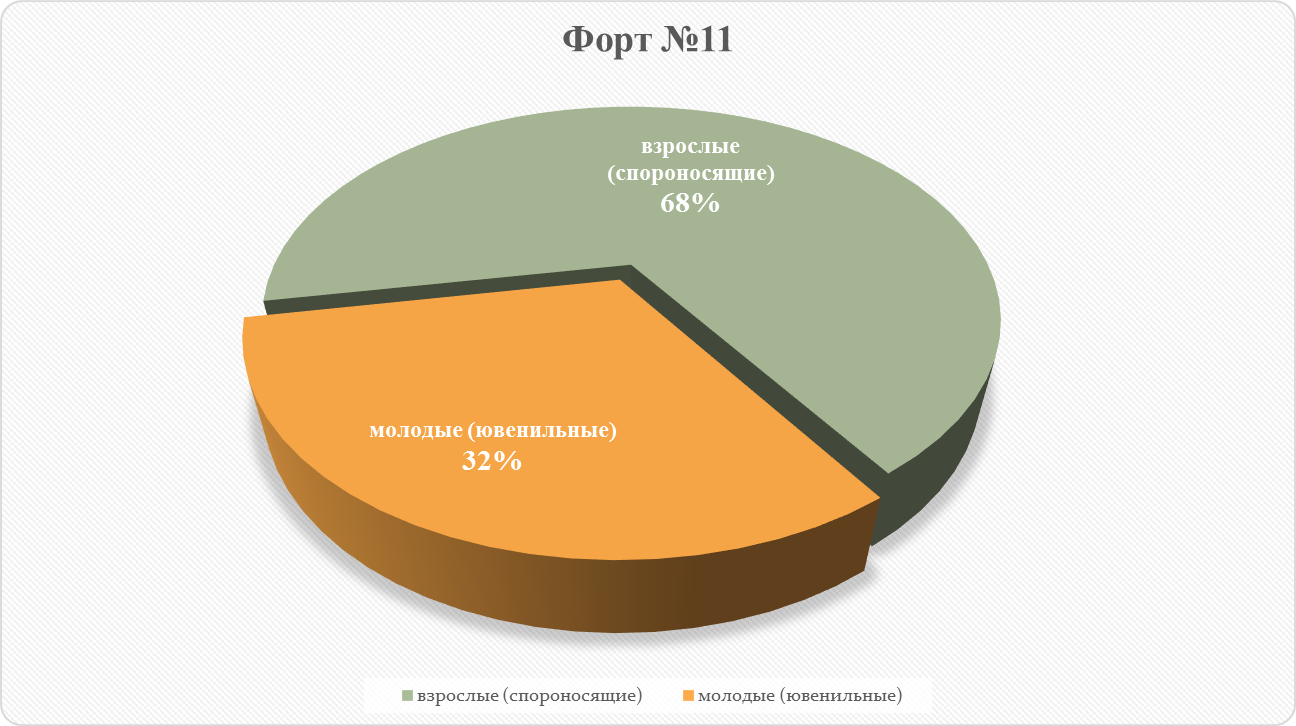 Форт №11
взрослые
(спороносящие)
68%
молодые (ювенильные)
32%
взрослые (спороносящие)
молодые (ювенильные)